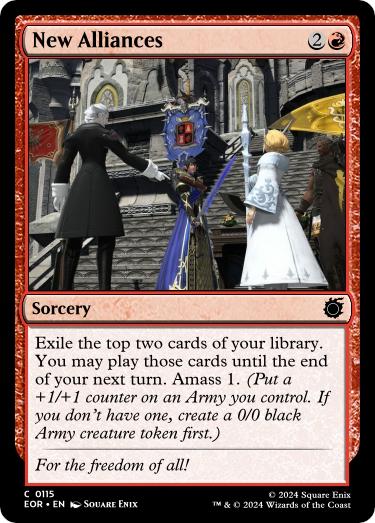 New Alliances 2
Sorcery
Exile the top two cards of your library.
You may play those cards until the end
of your next turn. Amass 1. (Put a
+1/+1 counter on an Army you control. If
you don't have one, create a 0/0 black
Army creature token first.)
For the freedom of all!
C 0115
EOR • EN SQUARE ENIX
© 2024 Square Enix
™ & © 2024 Wizards of the Coast